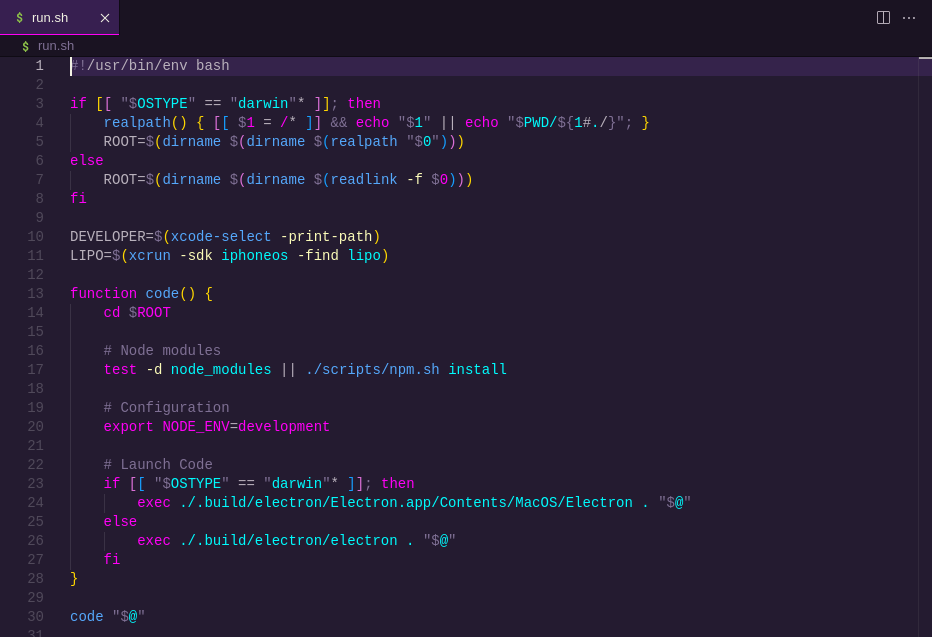 $ run.sh
$ run.sh
1 #!/usr/bin/env bash
2
3 if [[ "$OSTYPE" == "darwin"* ]]; then
4     realpath() { [[ $1 = /* ]] && echo "$1" || echo "$PWD/${1#./}"; }
5     ROOT=$(dirname $(dirname $(realpath "$0")))
6 else
7     ROOT=$(dirname $(dirname $(readlink -f $0)))
8 fi
9
10 DEVELOPER=$(xcode-select -print-path)
11 LIPO=$(xcrun -sdk iphoneos -find lipo)
12
13 function code() {
14     cd $ROOT
15
16     # Node modules
17     test -d node_modules || ./scripts/npm.sh install
18
19     # Configuration
20     export NODE_ENV=development
21
22     # Launch Code
23     if [[ "$OSTYPE" == "darwin"* ]]; then
24         exec ./.build/electron/Electron.app/Contents/MacOS/Electron . "$@"
25     else
26         exec ./.build/electron/electron . "$@"
27     fi
28 }
29
30 code "$@"
31